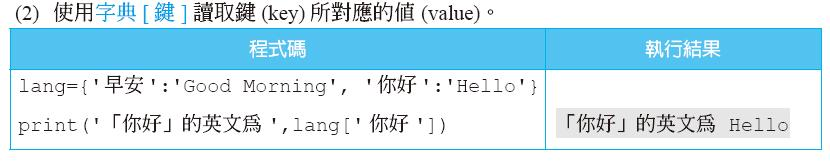 (2) 使用字典 [ 鍵 ] 讀取鍵 (key) 所對應的值 (value)。
程式碼 執行結果
lang={'早安':'Good Morning', '你好':'Hello'}
print('「你好」的英文為 ',lang['你好']) 「你好」的英文為 Hello